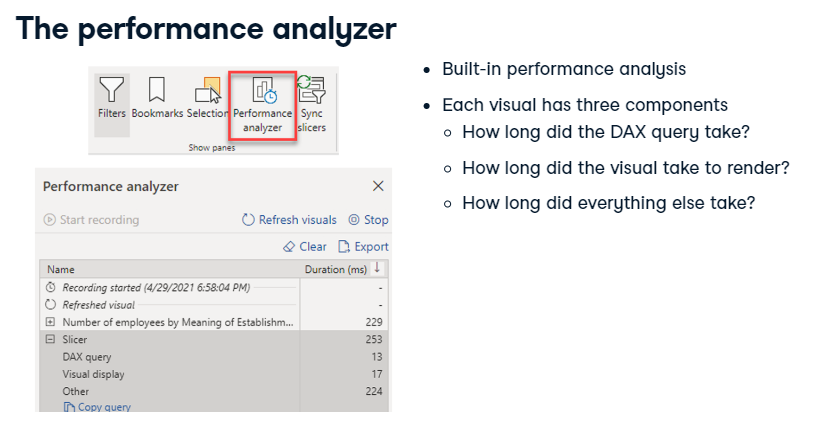 The performance analyzer
Filters
Bookmarks
Selection
Performance analyzer
Sync slicers
Show panes
Performance analyzer
Start recording
Refresh visuals
Stop
Clear
Export
Name Duration (ms)
Recording started (4/29/2021 6:58:04 PM) -
Refreshed visual -
Number of employees by Meaning of Establishm... 229
Slicer 253
DAX query 13
Visual display 17
Other 224
Copy query
• Built-in performance analysis
• Each visual has three components
○ How long did the DAX query take?
○ How long did the visual take to render?
○ How long did everything else take?